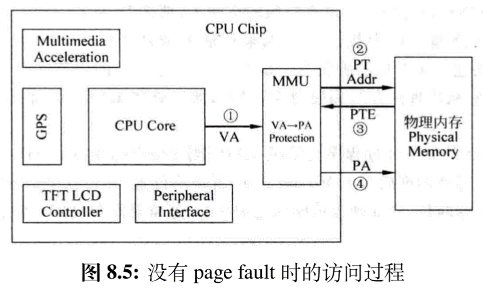 CPU Chip
Multimedia
Acceleration
GPS
CPU Core
①
VA
MMU
VA→PA
Protection
②
PT
Addr
PTE
③
PA
④
物理内存
Physical
Memory
TFT LCD
Controller
Peripheral
Interface
图 8.5: 没有 page fault 时的访问过程